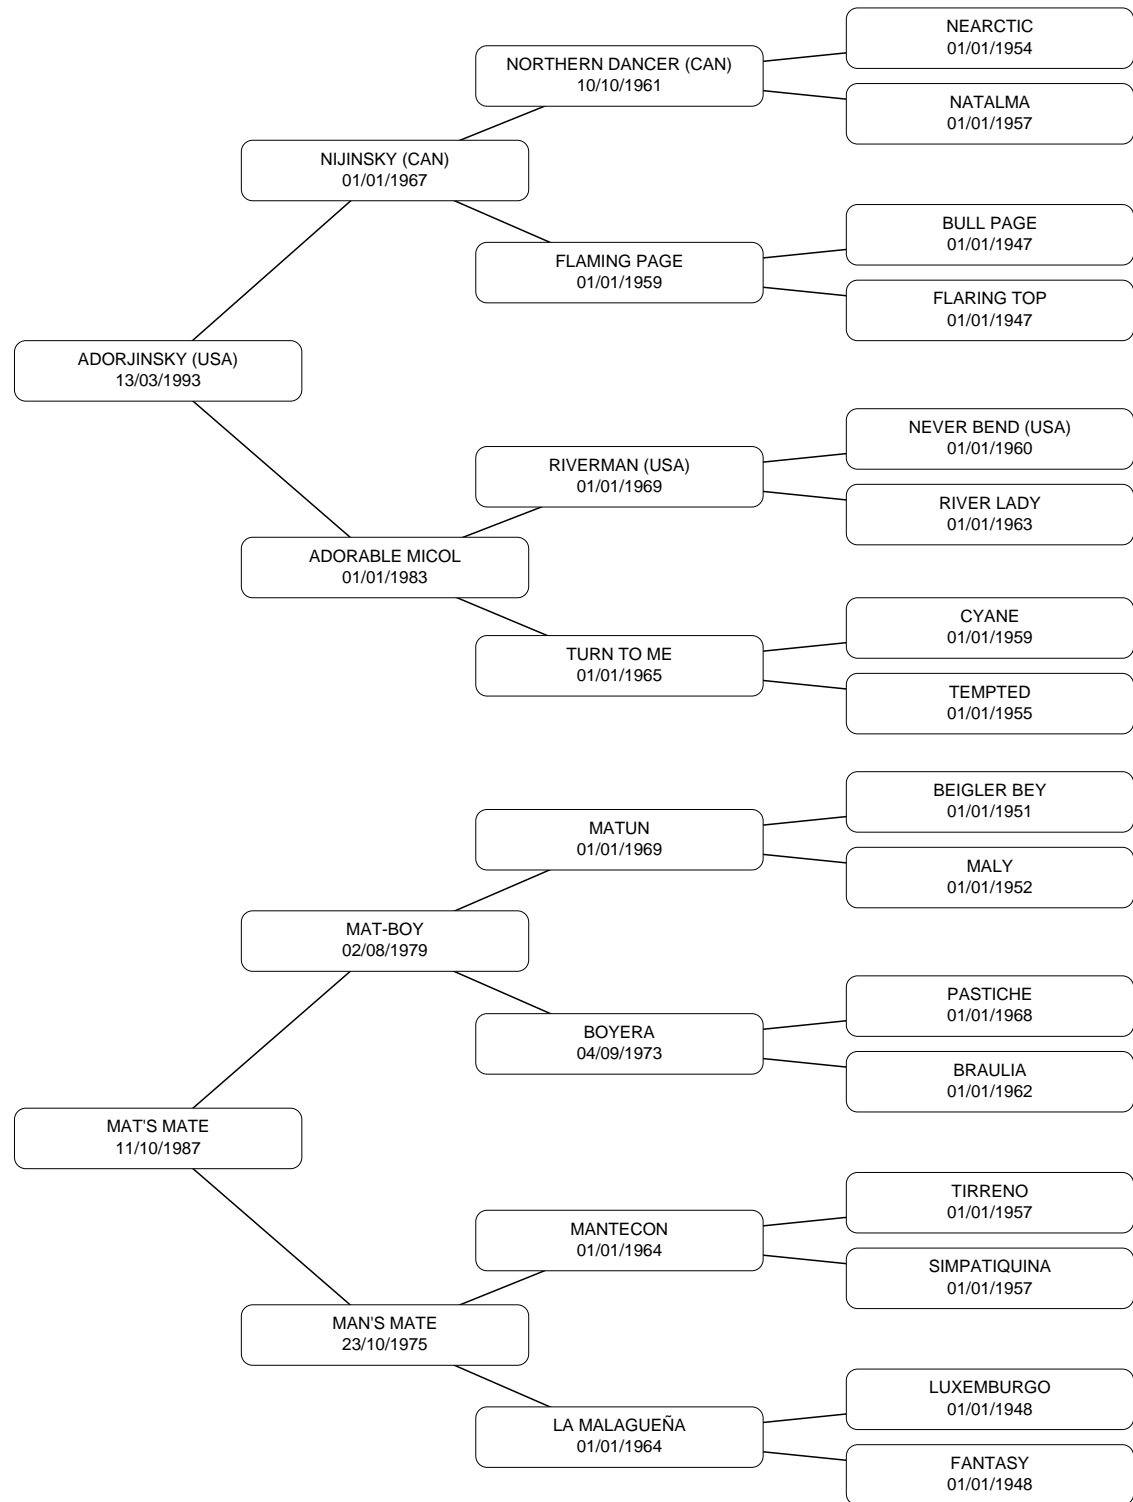 NEARCTIC
01/01/1954
NORTHERN DANCER (CAN)
10/10/1961
NATALMA
01/01/1957
NIJINSKY (CAN)
01/01/1967
BULL PAGE
01/01/1947
FLAMING PAGE
01/01/1959
FLARING TOP
01/01/1947
ADORJINSKY (USA)
13/03/1993
NEVER BEND (USA)
01/01/1960
RIVERMAN (USA)
01/01/1969
RIVER LADY
01/01/1963
ADORABLE MICOL
01/01/1983
CYANE
01/01/1959
TURN TO ME
01/01/1965
TEMPTED
01/01/1955
BEIGLER BEY
01/01/1951
MATUN
01/01/1969
MALY
01/01/1952
MAT-BOY
02/08/1979
PASTICHE
01/01/1968
BOYERA
04/09/1973
BRAULIA
01/01/1962
MAT'S MATE
11/10/1987
TIRRENO
01/01/1957
MANTECON
01/01/1964
SIMPATIQUINA
01/01/1957
MAN'S MATE
23/10/1975
LUXEMBURGO
01/01/1948
LA MALAGUEÑA
01/01/1964
FANTASY
01/01/1948